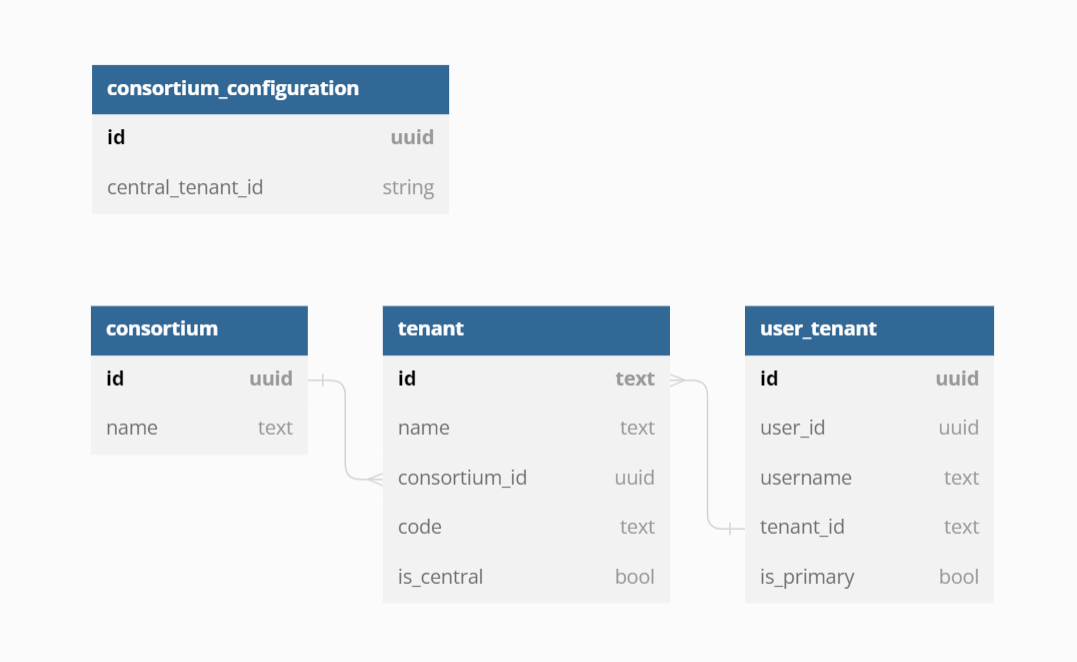 consortium_configuration
id uuid
central_tenant_id string
consortium
id uuid
name text
tenant
id text
name text
consortium_id uuid
code text
is_central bool
user_tenant
id uuid
user_id uuid
username text
tenant_id text
is_primary bool